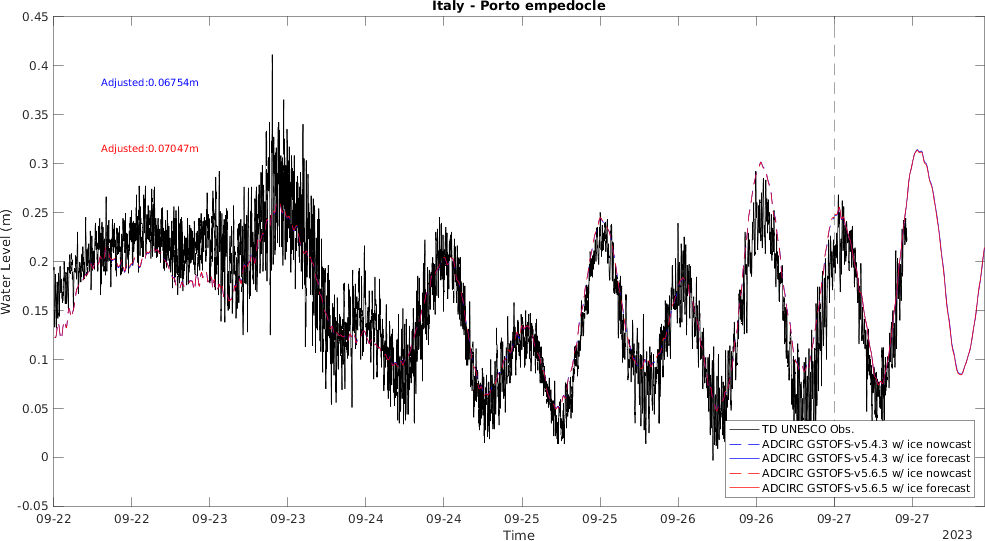 Italy - Porto empedocle
0.45
0.4
0.35
0.3
0.25
0.2
0.15
0.1
0.05
0
-0.05
Water Level (m)
Adjusted:0.06754m
Adjusted:0.07047m
TD UNESCO Obs.
ADCIRC GSTOFS-v5.4.3 w/ ice nowcast
ADCIRC GSTOFS-v5.4.3 w/ ice forecast
ADCIRC GSTOFS-v5.6.5 w/ ice nowcast
ADCIRC GSTOFS-v5.6.5 w/ ice forecast
09-22 09-22 09-23 09-23 09-24 09-24 09-25 09-25 09-26 09-26 09-27 09-27
Time
2023